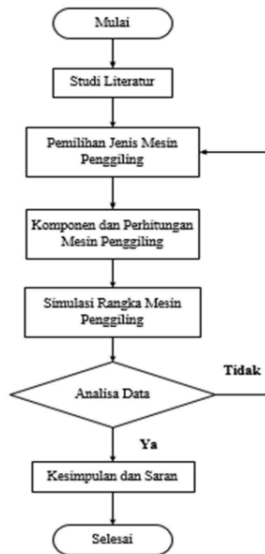 Mulai
Studi Literatur
Pemilihan Jenis Mesin
Penggiling
Komponen dan Perhitungan
Mesin Penggiling
Simulasi Rangka Mesin
Penggiling
Analisa Data
Tidak
Ya
Kesimpulan dan Saran
Selesai